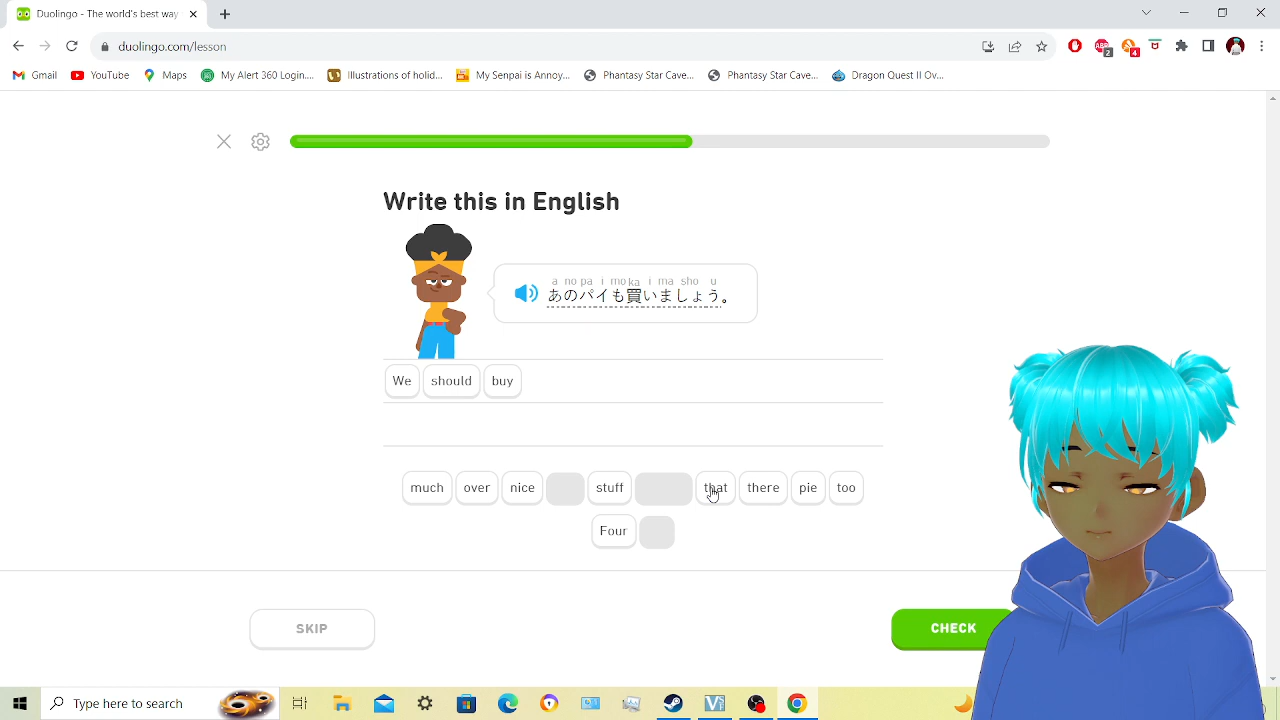 Duolingo - The world's best way
duolingo.com/lesson
2
4
Gmail
YouTube
Maps
My Alert 360 Login....
Illustrations of holid...
My Senpai is Annoy...
Phantasy Star Cave...
Phantasy Star Cave...
Dragon Quest II Ov...
Write this in English
a no pa i mo ka i ma sho u
あのパイも買いましょう。
We should buy
much over nice stuff that there pie too
Four
SKIP
CHECK
Type here to search